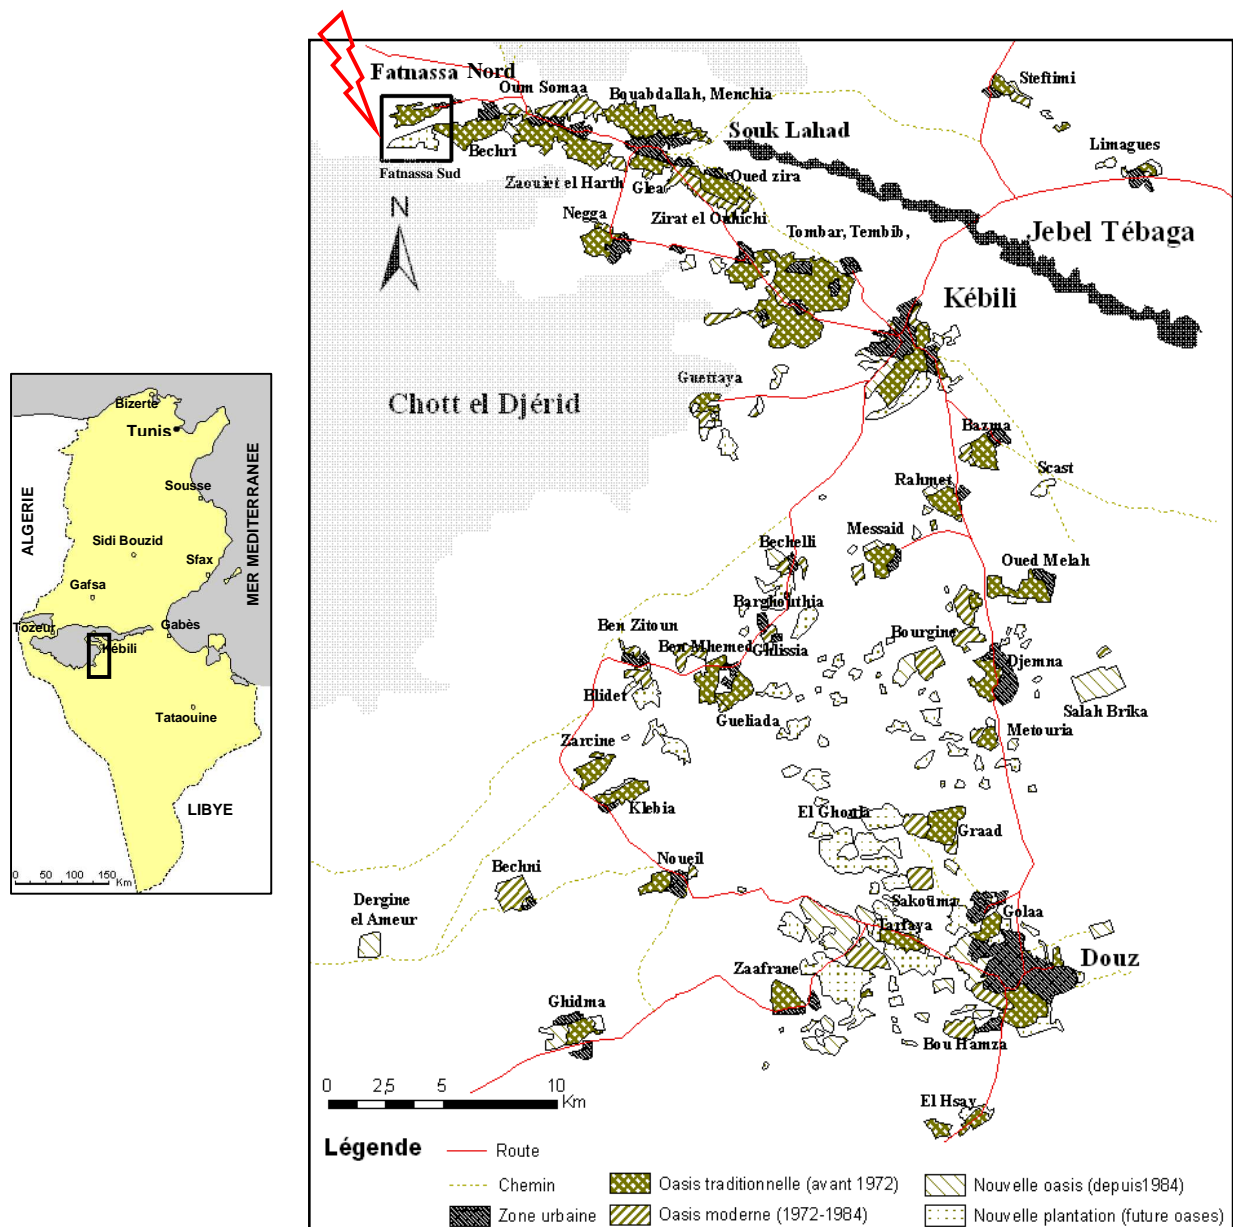 Fatnassa Nord
Oum Somaa
Bouabdallah, Menchia
Steftimi
Souk Lahad
Limagues
Bechri
Fatnassa Sud
Zaouiet el Harth
Glea
Oued zira
N
Negga
Zirat el Ouhichi
Tombar, Tembib,
Jebel Tébaga
Kébili
Guettaya
Chott el Djérid
Bazma
Scast
Rahmet
Messaid
Bechelli
Oued Melah
Barghouthia
Ben Zitoun
Ben Mhemed
Ghlissia
Bourgine
Djemna
Blidet
Gueliada
Salah Brika
Zarcine
Metouria
Klebia
El Ghoula
Graad
Noueil
Bechni
Dergine
el Ameur
Sakouma
Golaa
Tarfaya
Zaafrane
Douz
Ghidma
Bou Hamza
El Hsay
0 2,5 5 10
Km
Légende
Route
Chemin
Zone urbaine
Oasis traditionnelle (avant 1972)
Oasis moderne (1972-1984)
Nouvelle oasis (depuis1984)
Nouvelle plantation (future oases)
Bizerte
Tunis
ALGERIE
MER MEDITERRANEE
Sousse
Sidi Bouzid
Sfax
Gafsa
Tozeur
Gabès
Kébili
Tataouine
LIBYE
0 50 100 150
Km